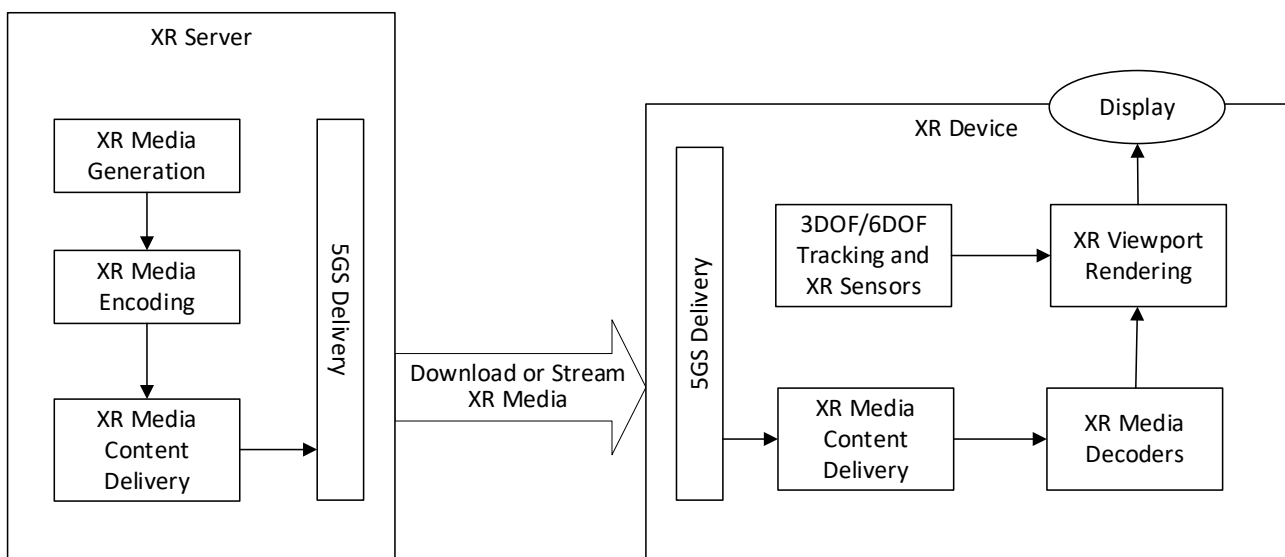 XR Server
XR Media
Generation
XR Media
Encoding
XR Media
Content
Delivery
5GS Delivery
Download or Stream
XR Media
XR Device
Display
5GS Delivery
3DOF/6DOF
Tracking and
XR Sensors
XR Viewport
Rendering
XR Media
Content
Delivery
XR Media
Decoders